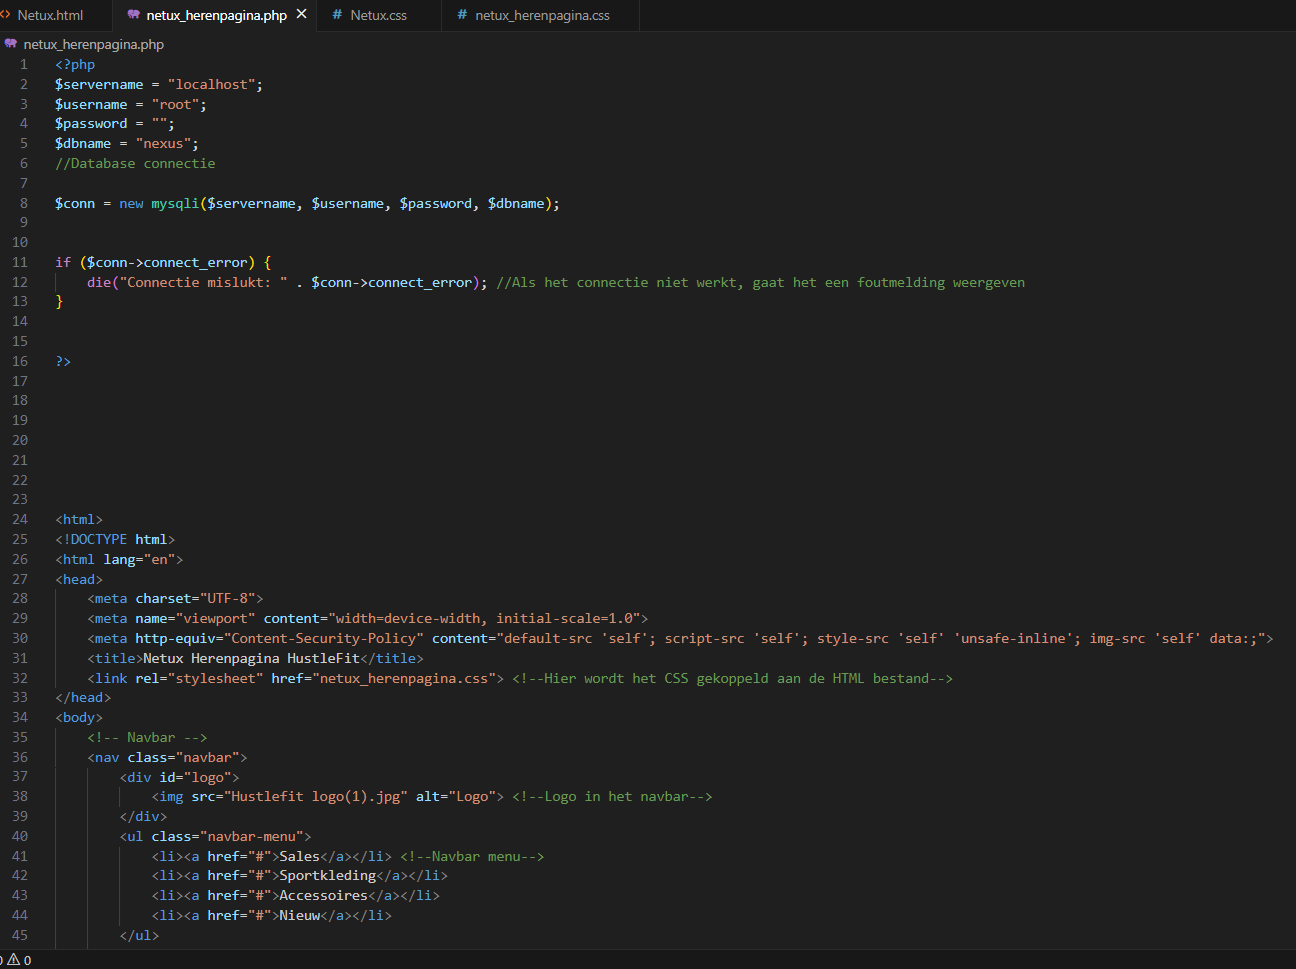 Netux.html netux_herenpagina.php # Netux.css # netux_herenpagina.css
netux_herenpagina.php
1 <?php
2 $servername = "localhost";
3 $username = "root";
4 $password = "";
5 $dbname = "nexus";
6 //Database connectie
7
8 $conn = new mysqli($servername, $username, $password, $dbname);
9
10
11 if ($conn->connect_error) {
12 die("Connectie mislukt: " . $conn->connect_error); //Als het connectie niet werkt, gaat het een foutmelding weergeven
13 }
14
15
16 ?>
17
18
19
20
21
22
23
24 <html>
25 <!DOCTYPE html>
26 <html lang="en">
27 <head>
28 <meta charset="UTF-8">
29 <meta name="viewport" content="width=device-width, initial-scale=1.0">
30 <meta http-equiv="Content-Security-Policy" content="default-src 'self'; script-src 'self'; style-src 'self' 'unsafe-inline'; img-src 'self' data:;">
31 <title>Netux Herenpagina HustleFit</title>
32 <link rel="stylesheet" href="netux_herenpagina.css"> <!--Hier wordt het CSS gekoppeld aan de HTML bestand-->
33 </head>
34 <body>
35 <!-- Navbar -->
36 <nav class="navbar">
37 <div id="logo">
38 <img src="Hustlefit logo(1).jpg" alt="Logo"> <!--Logo in het navbar-->
39 </div>
40 <ul class="navbar-menu">
41 <li><a href="#">Sales</a></li> <!--Navbar menu-->
42 <li><a href="#">Sportkleding</a></li>
43 <li><a href="#">Accessoires</a></li>
44 <li><a href="#">Nieuw</a></li>
45 </ul>
0